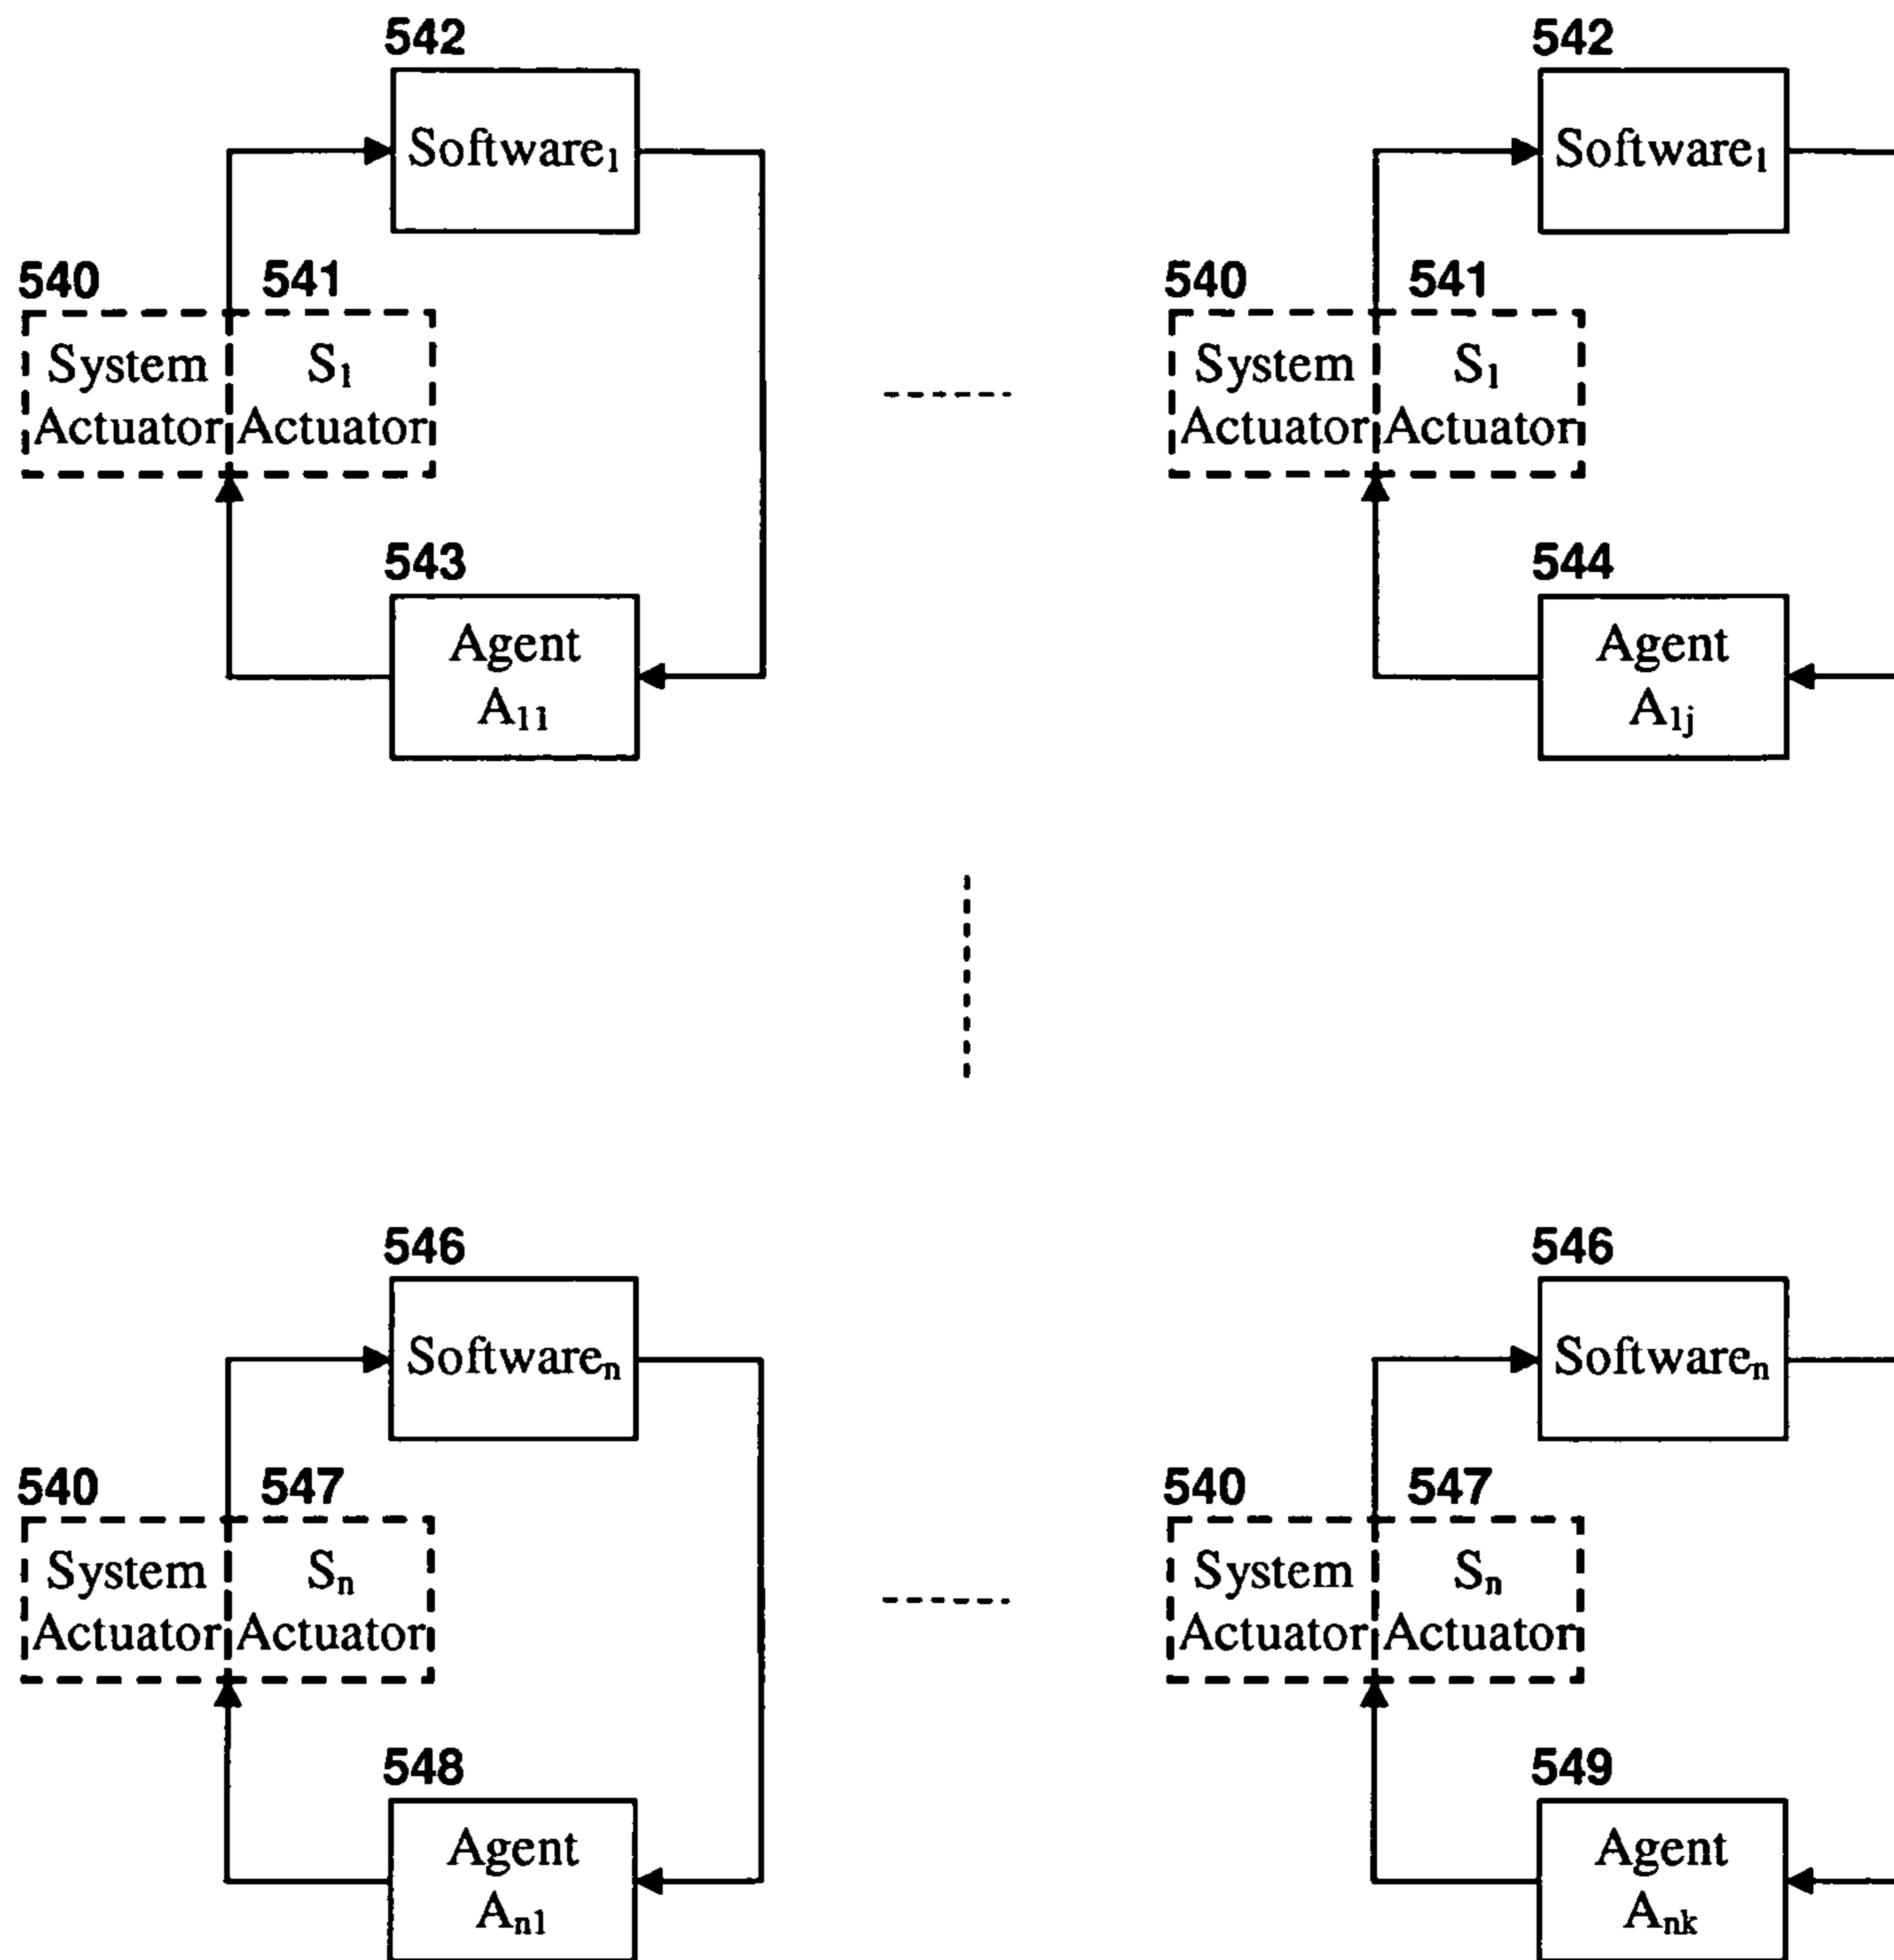 542
Software₁
540
541
System
Actuator
S₁
Actuator
543
Agent
A₁₁
542
Software₁
540
541
System
Actuator
S₁
Actuator
544
Agent
A₁ⱼ
546
Softwareₙ
540
547
System
Actuator
Sₙ
Actuator
548
Agent
Aₙ₁
546
Softwareₙ
540
547
System
Actuator
Sₙ
Actuator
549
Agent
Aₙₖ